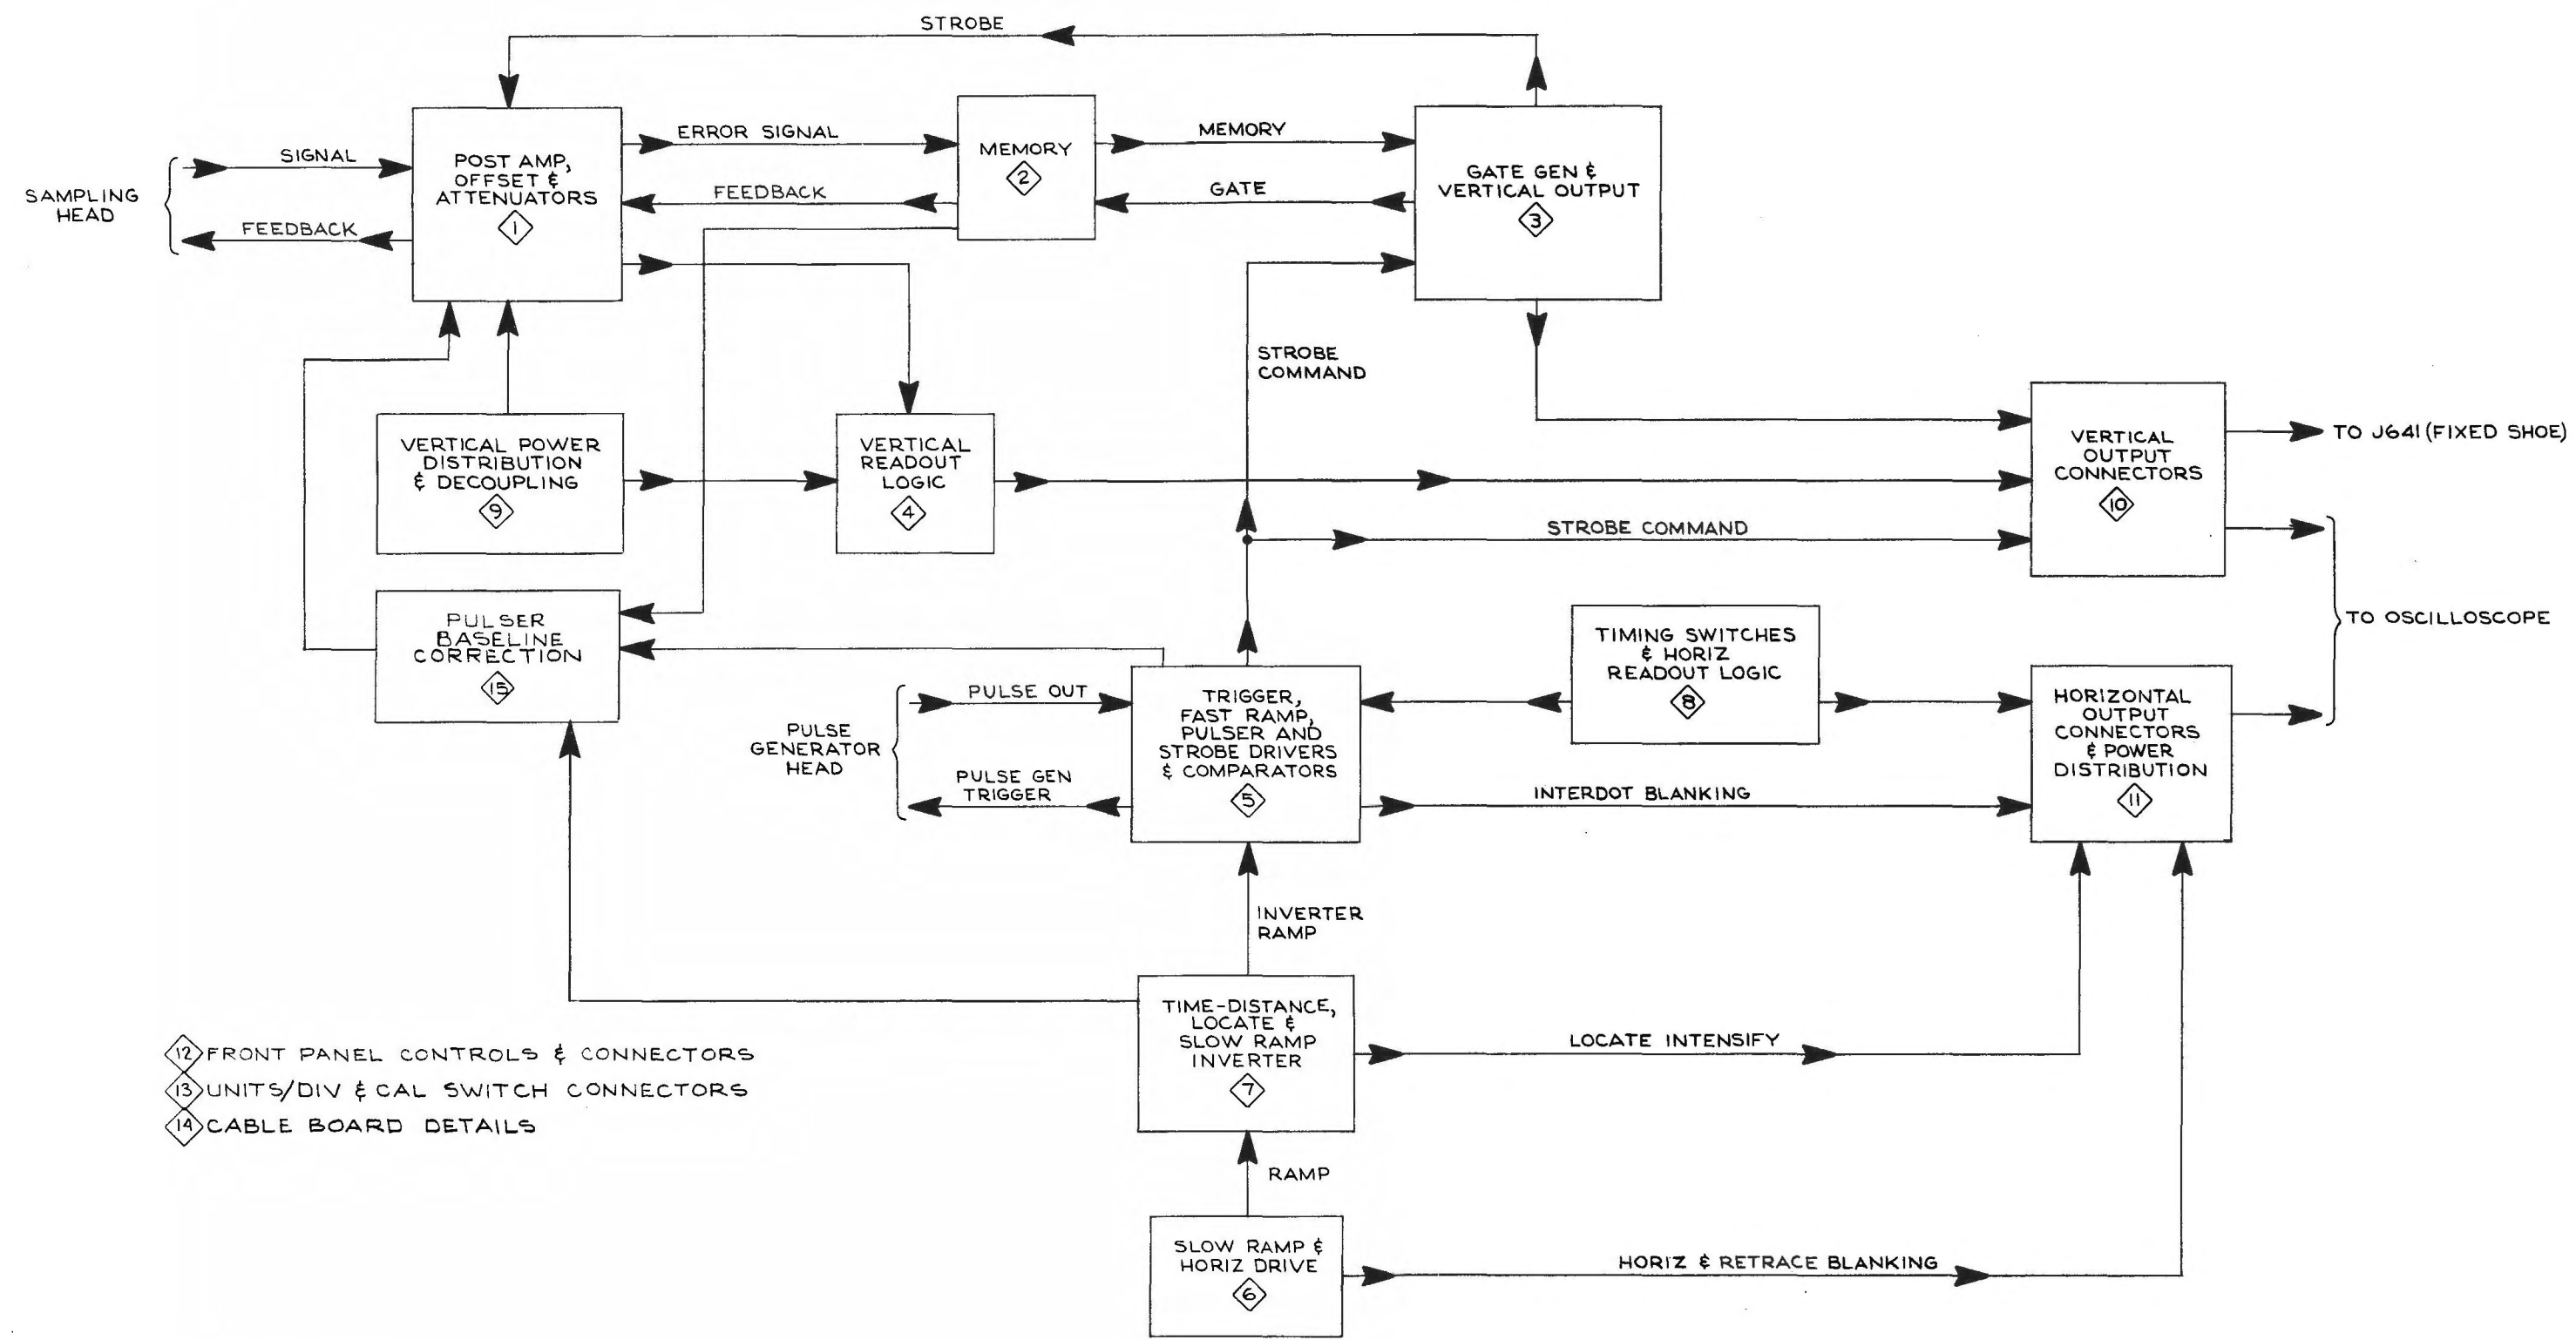 STROBE
SAMPLING
HEAD
SIGNAL
FEEDBACK
POST AMP,
OFFSET &
ATTENUATORS
1
ERROR SIGNAL
FEEDBACK
MEMORY
2
MEMORY
GATE
GATE GEN &
VERTICAL OUTPUT
3
STROBE
COMMAND
VERTICAL POWER
DISTRIBUTION
& DECOUPLING
9
VERTICAL
READOUT
LOGIC
4
VERTICAL
OUTPUT
CONNECTORS
10
TO J641 (FIXED SHOE)
STROBE COMMAND
TO OSCILLOSCOPE
PULSER
BASELINE
CORRECTION
15
PULSE
GENERATOR
HEAD
PULSE OUT
PULSE GEN
TRIGGER
TRIGGER,
FAST RAMP,
PULSER AND
STROBE DRIVERS
& COMPARATORS
5
TIMING SWITCHES
& HORIZ
READOUT LOGIC
8
INTERDOT BLANKING
HORIZONTAL
OUTPUT
CONNECTORS
& POWER
DISTRIBUTION
11
INVERTER
RAMP
TIME-DISTANCE,
LOCATE &
SLOW RAMP
INVERTER
7
LOCATE INTENSIFY
12 FRONT PANEL CONTROLS & CONNECTORS
13 UNITS/DIV & CAL SWITCH CONNECTORS
14 CABLE BOARD DETAILS
RAMP
SLOW RAMP &
HORIZ DRIVE
6
HORIZ & RETRACE BLANKING